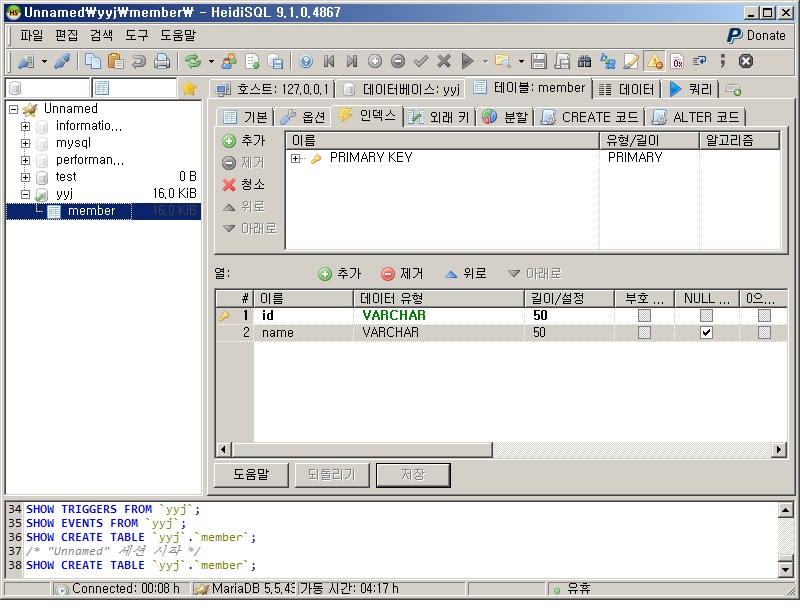 Unnamed₩yyj₩member₩ - HeidiSQL 9.1.0.4867
파일 편집 검색 도구 도움말
Donate
호스트: 127.0.0.1 데이터베이스: yyj 테이블: member 데이터 쿼리
Unnamed
informatio...
mysql
performan...
test 0 B
yyj 16,0 KiB
member 16,0 KiB
기본 옵션 인덱스 외래 키 분할 CREATE 코드 ALTER 코드
추가
제거
청소
위로
아래로
이름 유형/길이 알고리즘
PRIMARY KEY PRIMARY
열: 추가 제거 위로 아래로
# 이름 데이터 유형 길이/설정 부호 ... NULL ... 0으...
1 id VARCHAR 50
2 name VARCHAR 50
도움말 되돌리기 저장
34 SHOW TRIGGERS FROM `yyj`;
35 SHOW EVENTS FROM `yyj`;
36 SHOW CREATE TABLE `yyj`.`member`;
37 /* "Unnamed" 세션 시작 */
38 SHOW CREATE TABLE `yyj`.`member`;
Connected: 00:08 h MariaDB 5,5,43 가동 시간: 04:17 h 유휴